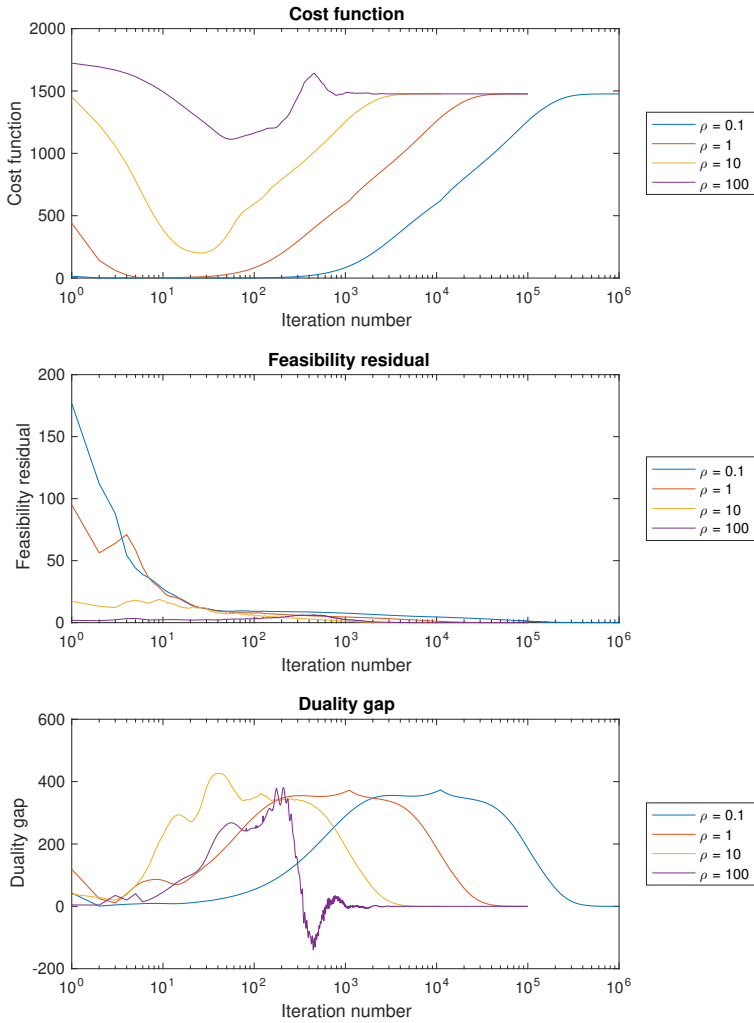 Cost function
2000
1500
1000
500
0
Cost function
10^0 10^1 10^2 10^3 10^4 10^5 10^6
Iteration number
ρ = 0.1
ρ = 1
ρ = 10
ρ = 100
Feasibility residual
200
150
100
50
0
Feasibility residual
10^0 10^1 10^2 10^3 10^4 10^5 10^6
Iteration number
ρ = 0.1
ρ = 1
ρ = 10
ρ = 100
Duality gap
600
400
200
0
-200
Duality gap
10^0 10^1 10^2 10^3 10^4 10^5 10^6
Iteration number
ρ = 0.1
ρ = 1
ρ = 10
ρ = 100